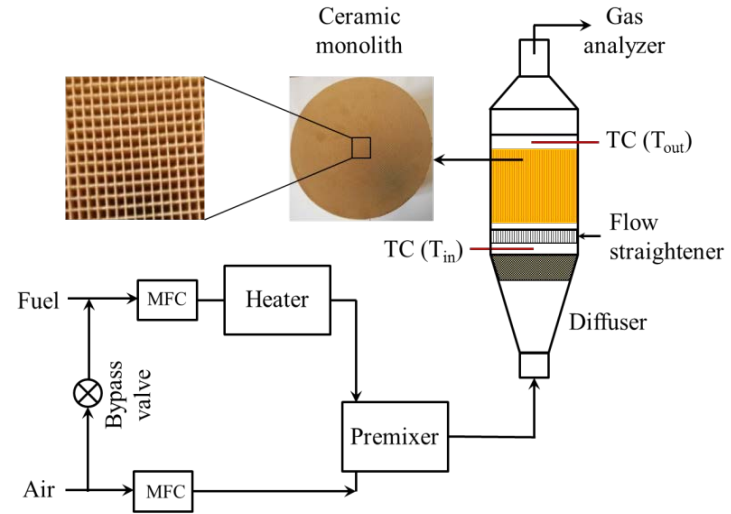 Ceramic
monolith
Gas
analyzer
TC (Tout)
Flow
straightener
TC (Tin)
Fuel
MFC
Heater
Diffuser
Bypass
valve
Premixer
Air
MFC